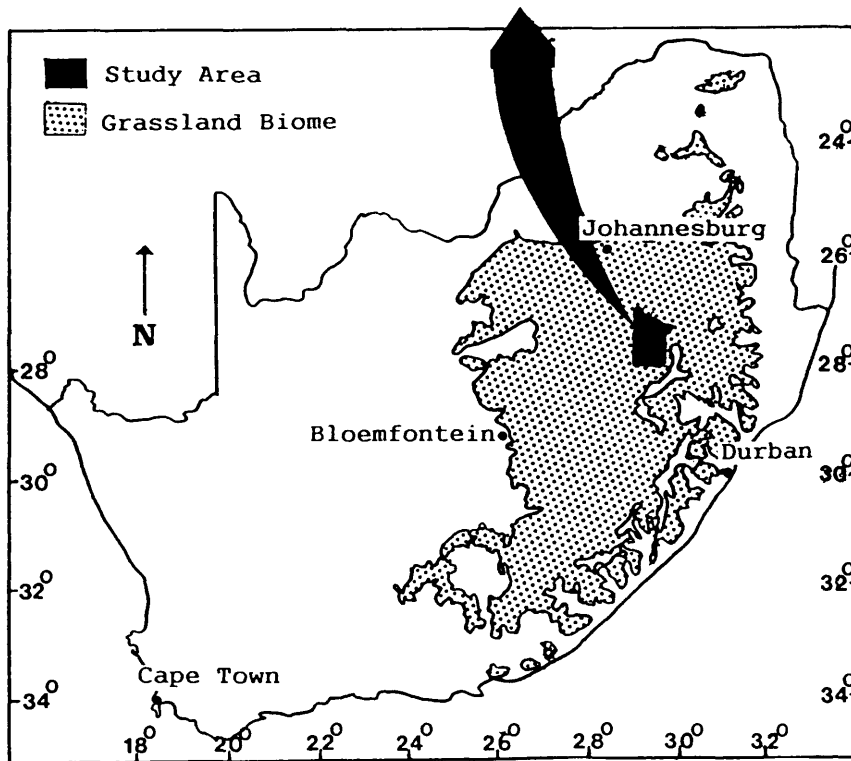 Study Area
Grassland Biome
24°
Johannesburg
26°
N
28°
28°
Bloemfontein
Durban
30°
30°
32°
32°
Cape Town
34°
34°
18° 20° 22° 24° 26° 28° 30° 32°